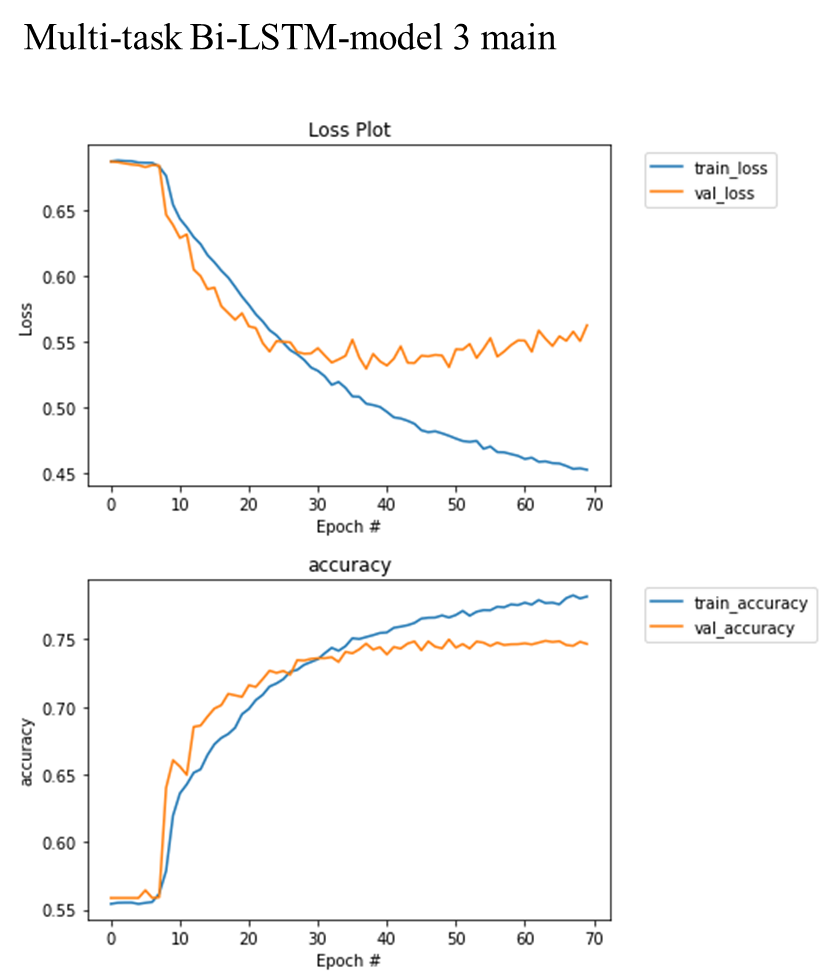 Multi-task Bi-LSTM-model 3 main
Loss Plot
train_loss
val_loss
0.65
0.60
0.55
0.50
0.45
Loss
0 10 20 30 40 50 60 70
Epoch #
accuracy
train_accuracy
val_accuracy
0.75
0.70
0.65
0.60
0.55
accuracy
0 10 20 30 40 50 60 70
Epoch #